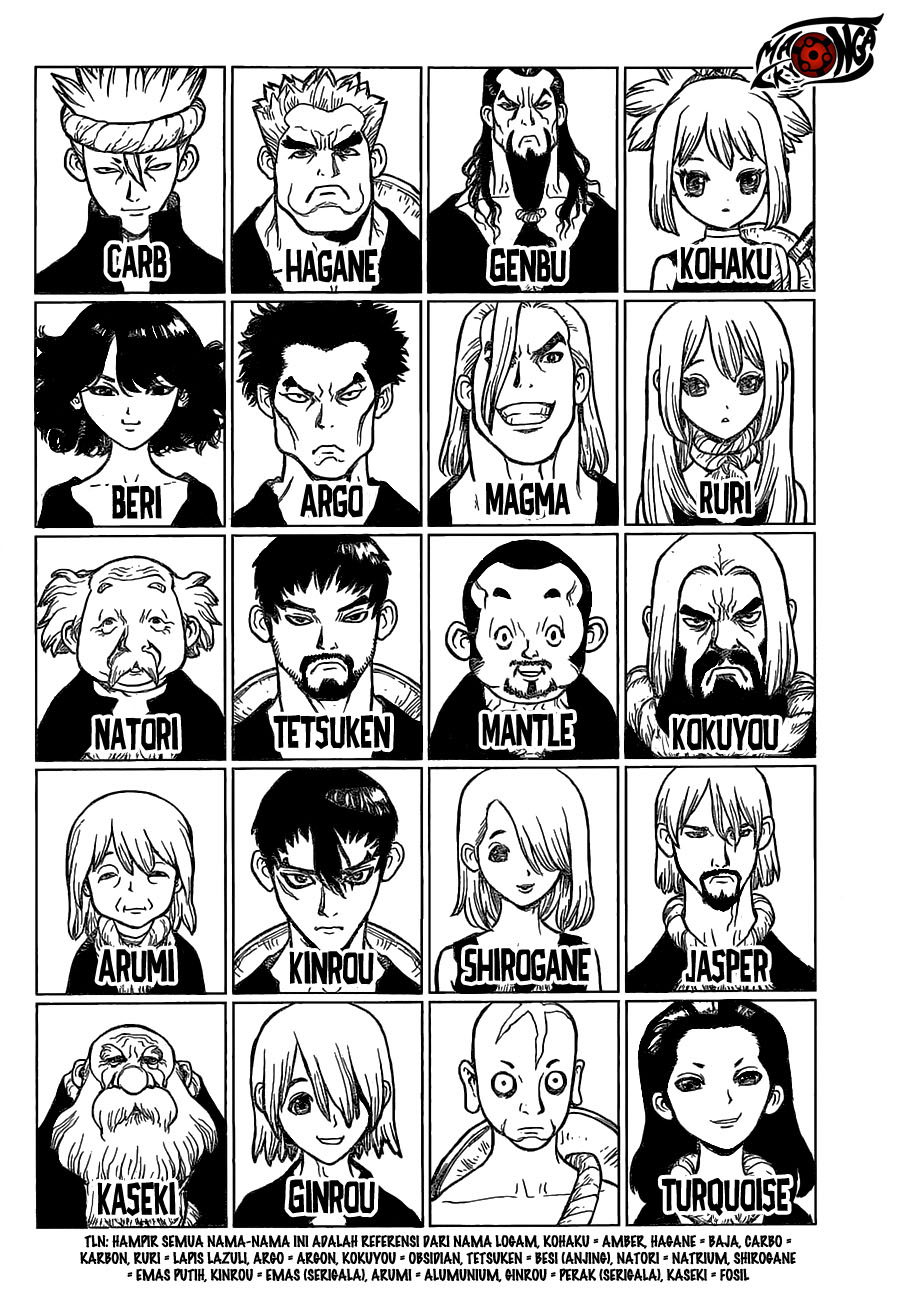 MANGA
KYO
CARB
HAGANE
GENBU
KOHAKU
BERI
ARGO
MAGMA
RURI
NATORI
TETSUKEN
MANTLE
KOKUYOU
ARUMI
KINROU
SHIROGANE
JASPER
KASEKI
GINROU
TURQUOISE
TLN: HAMPIR SEMUA NAMA-NAMA INI ADALAH REFERENSI DARI NAMA LOGAM, KOHAKU = AMBER, HAGANE = BAJA, CARBO =
KARBON, RURI = LAPIS LAZULI, ARGO = ARGON, KOKUYOU = OBSIDIAN, TETSUKEN = BESI (ANJING), NATORI = NATRIUM, SHIROGANE
= EMAS PUTIH, KINROU = EMAS (SERIGALA), ARUMI = ALUMUNIUM, GINROU = PERAK (SERIGALA), KASEKI = FOSIL